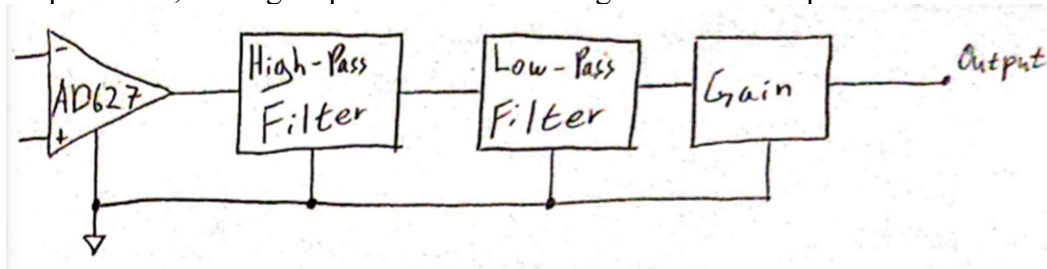 -
AD627
+
High-Pass
Filter
Low-Pass
Filter
Gain
Output